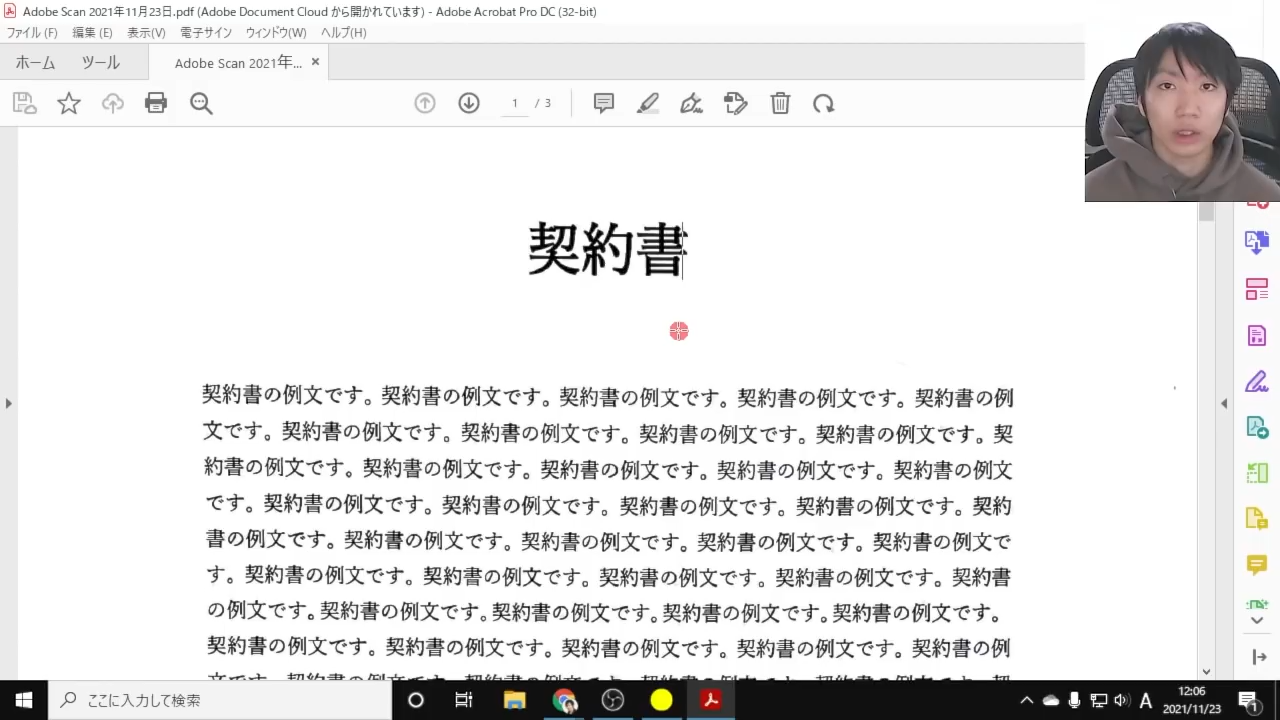 Adobe Scan 2021年11月23日.pdf (Adobe Document Cloud から開かれています) - Adobe Acrobat Pro DC (32-bit)
ファイル (F) 編集 (E) 表示(V) 電子サイン ウィンドウ(W) ヘルプ(H)
ホーム ツール Adobe Scan 2021年... ×
1 / 3
契約書
契約書の例文です。契約書の例文です。契約書の例文です。契約書の例文です。契約書の例
文です。契約書の例文です。契約書の例文です。契約書の例文です。契約書の例文です。契
約書の例文です。契約書の例文です。契約書の例文です。契約書の例文です。契約書の例文
です。契約書の例文です。契約書の例文です。契約書の例文です。契約書の例文です。契約
書の例文です。契約書の例文です。契約書の例文です。契約書の例文です。契約書の例文で
す。契約書の例文です。契約書の例文です。契約書の例文です。契約書の例文です。契約書
の例文です。契約書の例文です。契約書の例文です。契約書の例文です。契約書の例文です。
契約書の例文です。契約書の例文です。契約書の例文です。契約書の例文です。契約書の例
ここに入力して検索
A
12:06
2021/11/23
1